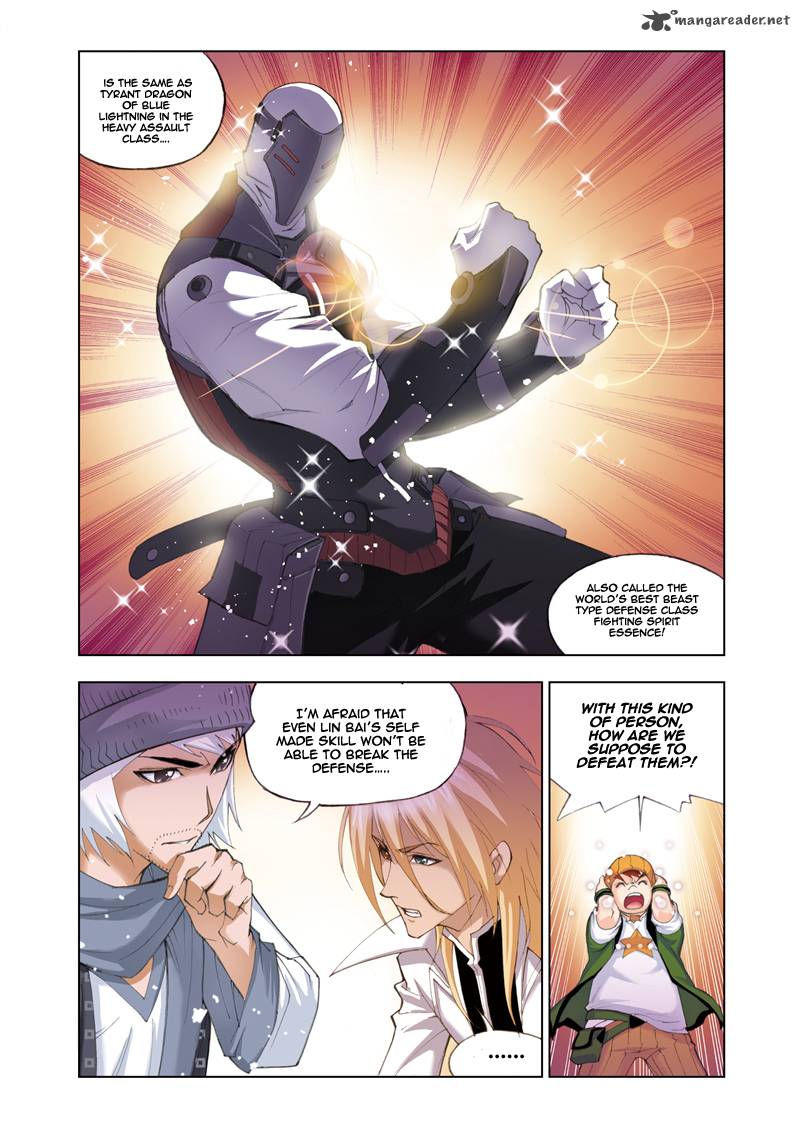 mangareader.net
IS THE SAME AS
TYRANT DRAGON
OF BLUE
LIGHTNING IN THE
HEAVY ASSAULT
CLASS....
ALSO CALLED THE
WORLD'S BEST BEAST
TYPE DEFENSE CLASS
FIGHTING SPIRIT
ESSENCE!
I'M AFRAID THAT
EVEN LIN BAI'S SELF
MADE SKILL WON'T BE
ABLE TO BREAK THE
DEFENSE.....
......
WITH THIS KIND
OF PERSON,
HOW ARE WE
SUPPOSE TO
DEFEAT THEM?!